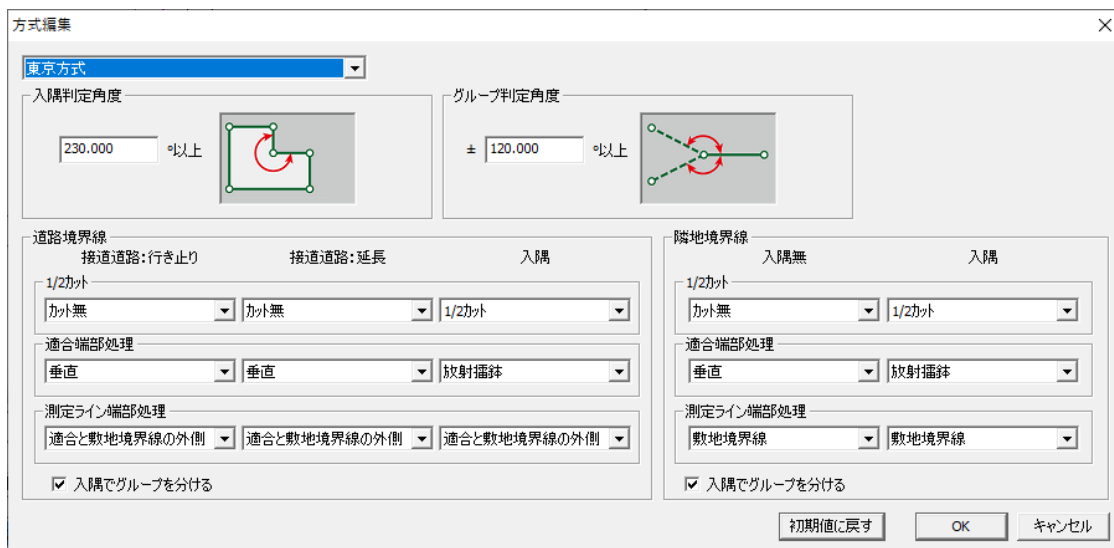 方式編集
東京方式
入隅判定角度
グループ判定角度
230.000 °以上
± 120.000 °以上
道路境界線
隣地境界線
接道道路:行き止り 接道道路:延長 入隅
入隅無 入隅
1/2カット
1/2カット
カット無 カット無 1/2カット
カット無 1/2カット
適合端部処理
適合端部処理
垂直 垂直 放射擂鉢
垂直 放射擂鉢
測定ライン端部処理
測定ライン端部処理
適合と敷地境界線の外側 適合と敷地境界線の外側 適合と敷地境界線の外側
敷地境界線 敷地境界線
入隅でグループを分ける
入隅でグループを分ける
初期値に戻す OK キャンセル